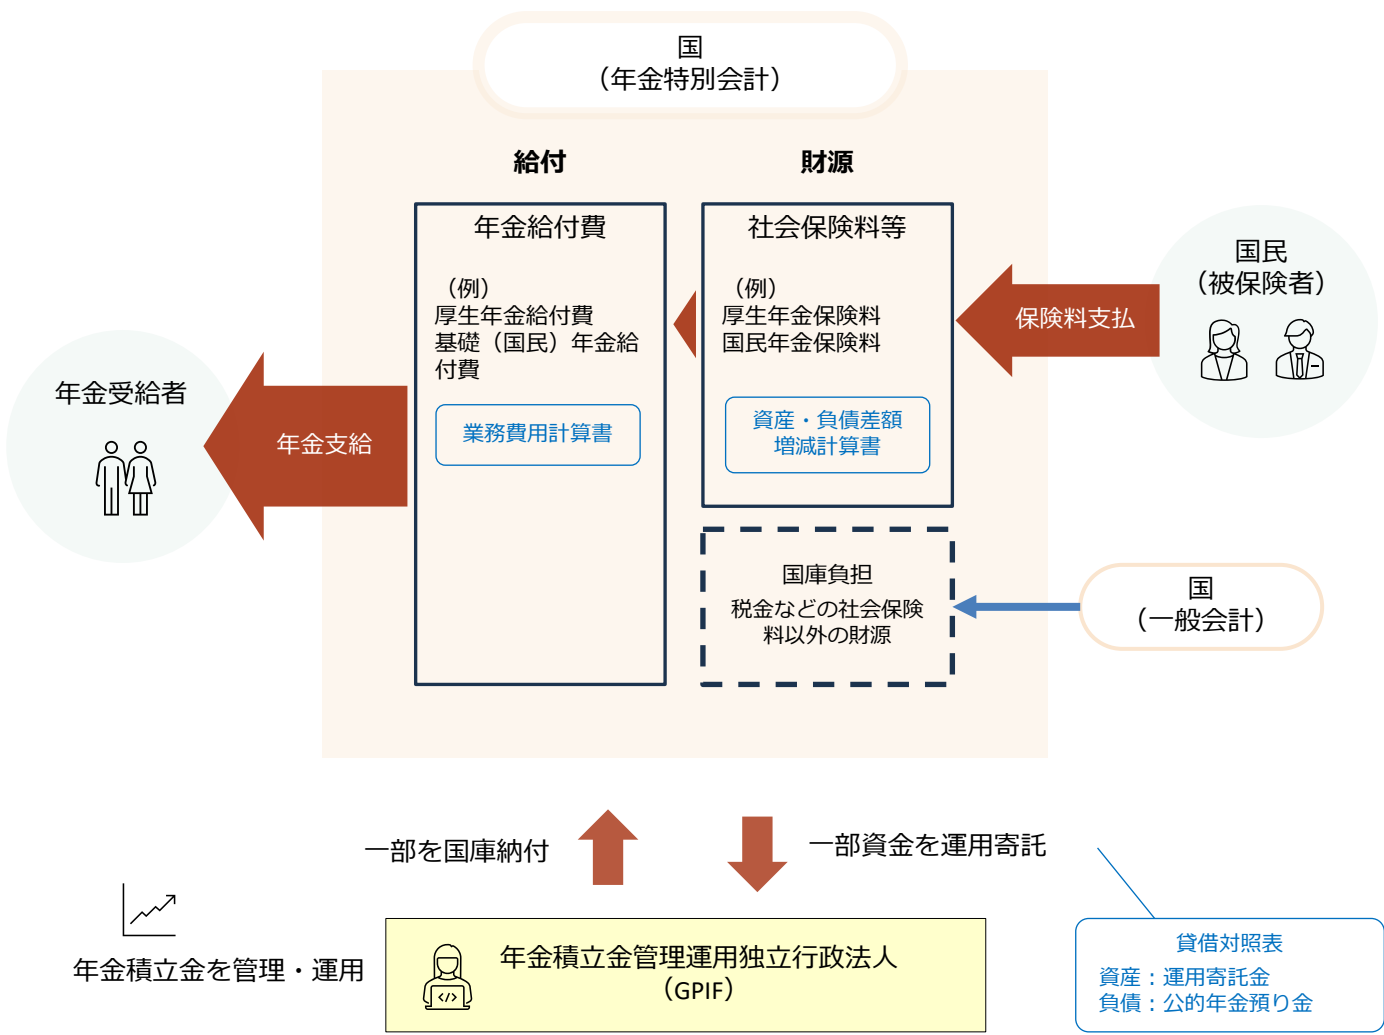 国
（年金特別会計）
給付
財源
年金給付費
（例）
厚生年金給付費
基礎（国民）年金給
付費
業務費用計算書
社会保険料等
（例）
厚生年金保険料
国民年金保険料
資産・負債差額
増減計算書
保険料支払
国民
（被保険者）
年金受給者
年金支給
国庫負担
税金などの社会保険
料以外の財源
国
（一般会計）
一部を国庫納付
一部資金を運用寄託
年金積立金を管理・運用
</>
年金積立金管理運用独立行政法人
（GPIF）
貸借対照表
資産：運用寄託金
負債：公的年金預り金